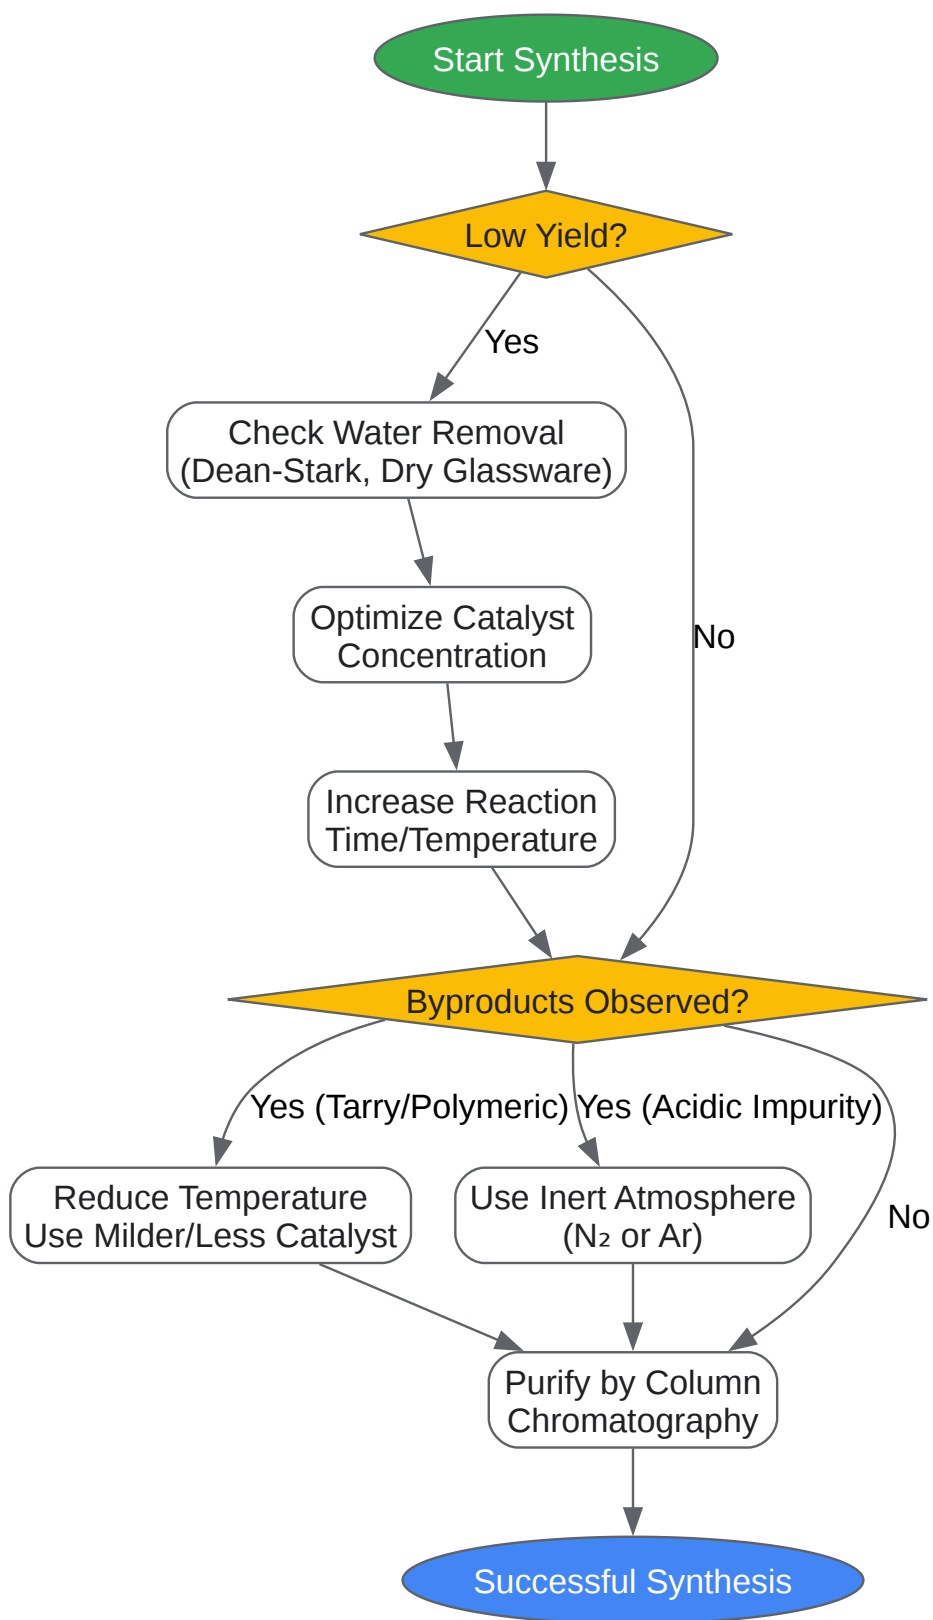 Start Synthesis
Low Yield?
Yes
Check Water Removal
(Dean-Stark, Dry Glassware)
Optimize Catalyst
Concentration
No
Increase Reaction
Time/Temperature
Byproducts Observed?
Yes (Tarry/Polymeric)
Yes (Acidic Impurity)
Reduce Temperature
Use Milder/Less Catalyst
Use Inert Atmosphere
(N₂ or Ar)
No
Purify by Column
Chromatography
Successful Synthesis